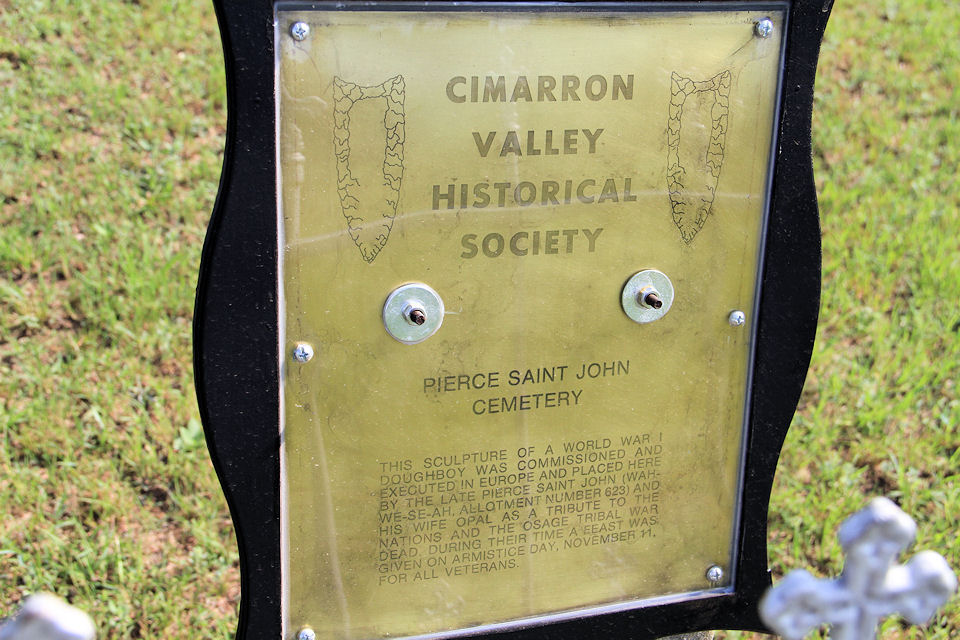 CIMARRON
VALLEY
HISTORICAL
SOCIETY
PIERCE SAINT JOHN
CEMETERY
THIS SCULPTURE OF A WORLD WAR I
DOUGHBOY WAS COMMISSIONED AND
EXECUTED IN EUROPE AND PLACED HERE
BY THE LATE PIERCE SAINT JOHN (WAH-
WE-SE-AH, ALLOTMENT NUMBER 623) AND
HIS WIFE OPAL AS A TRIBUTE TO THE
NATIONS AND THE OSAGE TRIBAL WAR
DEAD. DURING THEIR TIME A FEAST WAS
GIVEN ON ARMISTICE DAY, NOVEMBER 11,
FOR ALL VETERANS.